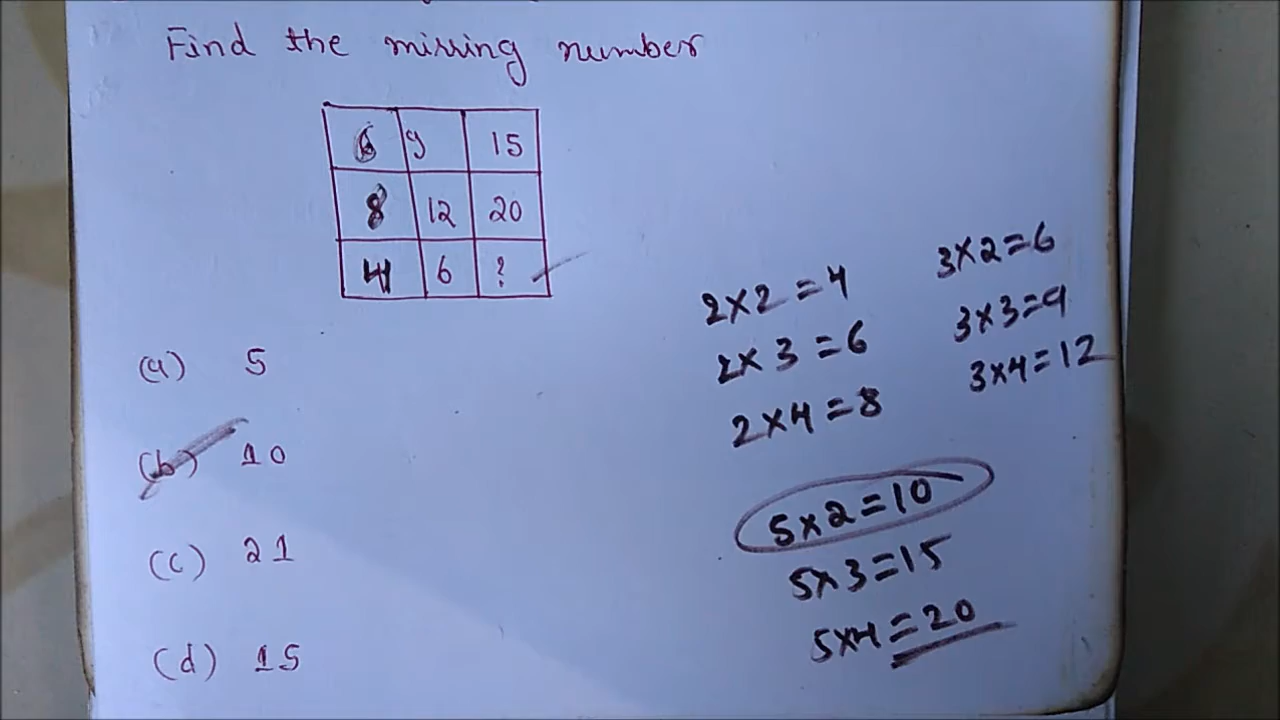 Find the missing number
6 9 15
8 12 20
4 6 ?
(a) 5
(b) 10
(c) 21
(d) 15
2×2=4
2×3=6
2×4=8
3×2=6
3×3=9
3×4=12
5×2=10
5×3=15
5×4=20